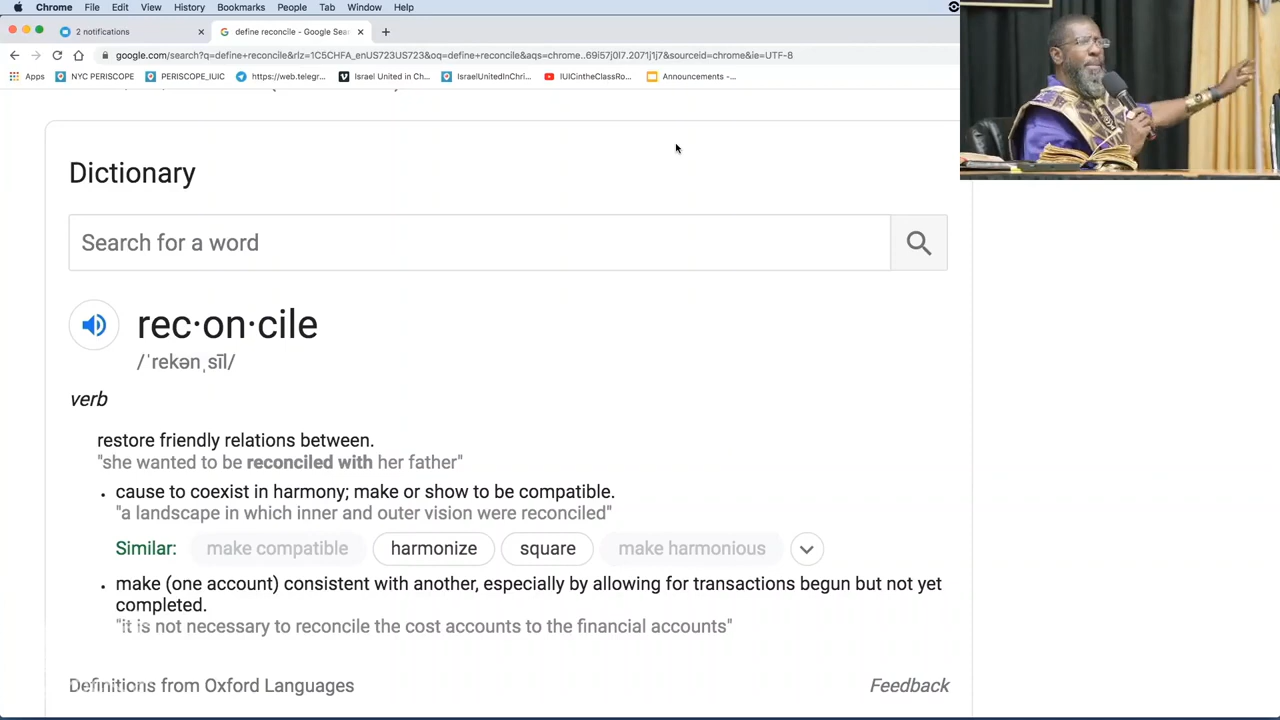 Chrome File Edit View History Bookmarks People Tab Window Help
2 notifications
define reconcile - Google Sear
google.com/search?q=define+reconcile&rlz=1C5CHFA_enUS723US723&oq=define+reconcile&aqs=chrome..69i57j0l7.2071j1j7&sourceid=chrome&ie=UTF-8
Apps NYC PERISCOPE PERISCOPE_IUIC https://web.telegr... Israel United in Ch... IsraelUnitedInChri... IUICintheClassRo... Announcements -...
Dictionary
Search for a word
rec·on·cile
/ˈrekənˌsīl/
verb
restore friendly relations between.
"she wanted to be reconciled with her father"
• cause to coexist in harmony; make or show to be compatible.
"a landscape in which inner and outer vision were reconciled"
Similar: make compatible harmonize square make harmonious
• make (one account) consistent with another, especially by allowing for transactions begun but not yet
completed.
"it is not necessary to reconcile the cost accounts to the financial accounts"
Definitions from Oxford Languages Feedback